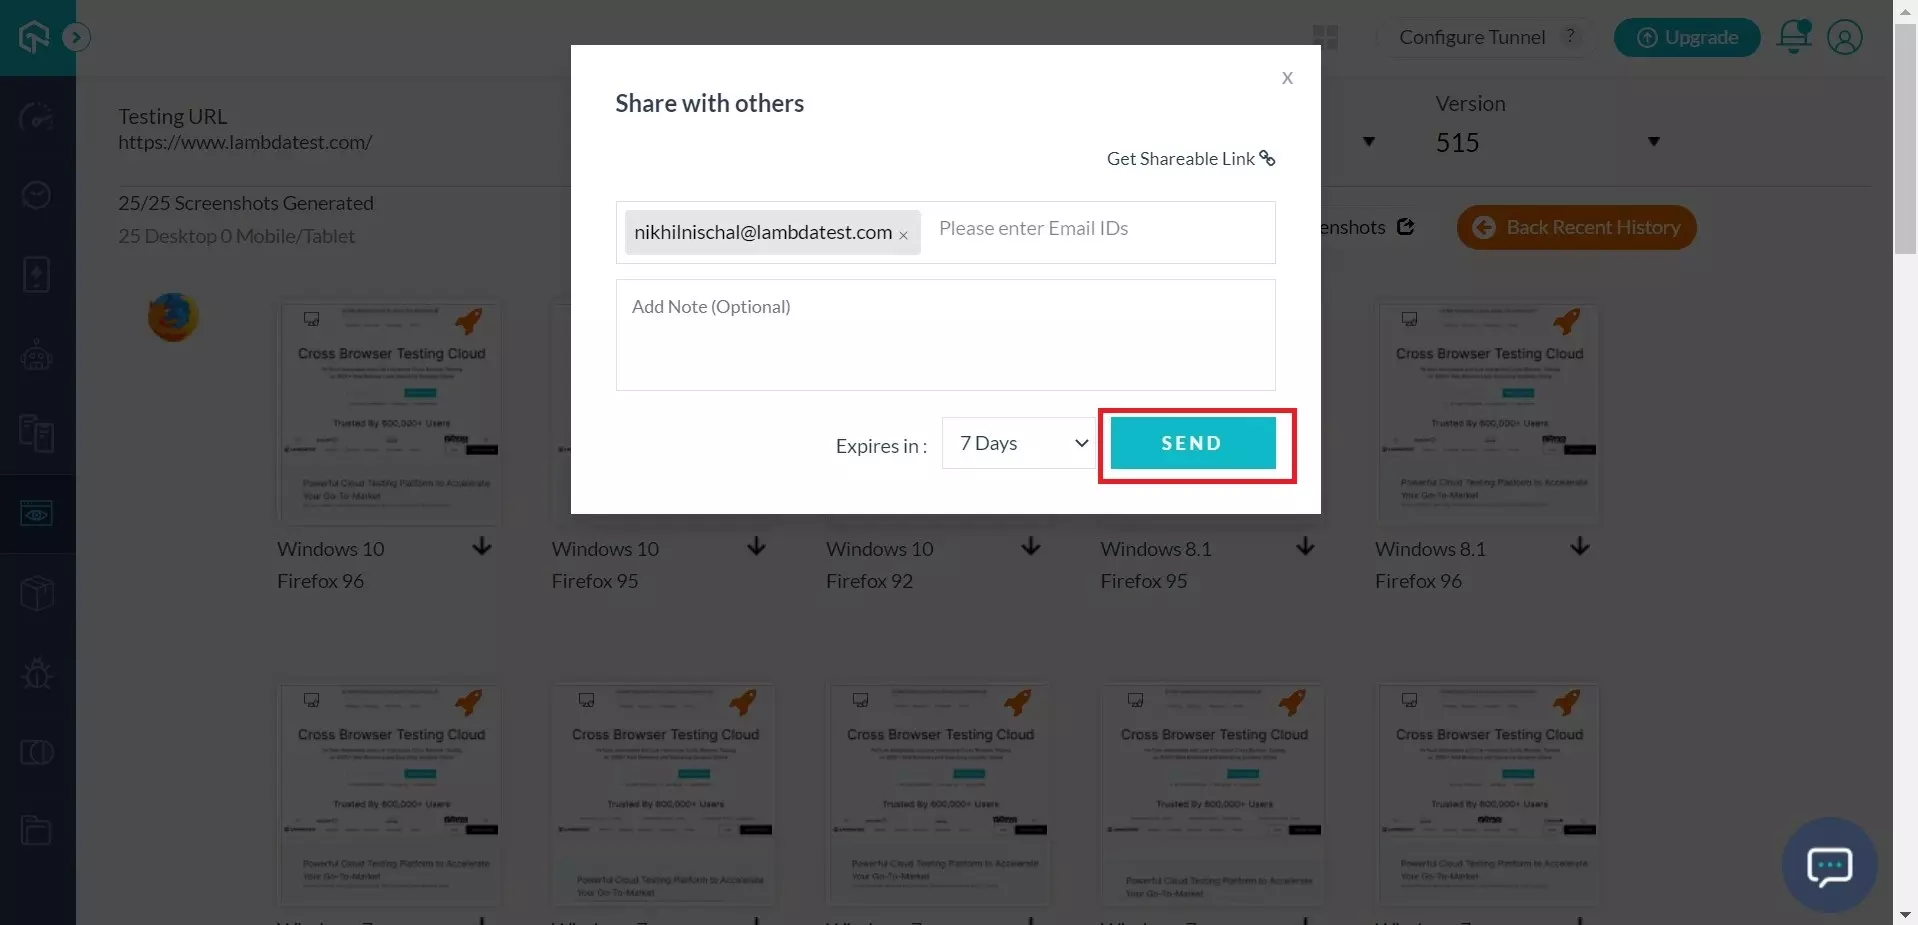 Configure Tunnel ?
Upgrade
Testing URL
https://www.lambdatest.com/
Version
515
25/25 Screenshots Generated
25 Desktop 0 Mobile/Tablet
enshots
Back Recent History
x
Share with others
Get Shareable Link
nikhilnischal@lambdatest.com ×
Please enter Email IDs
Add Note (Optional)
Expires in :
7 Days
SEND
Cross Browser Testing Cloud
Trusted By 600,000+ Users
Powerful Cloud Testing Platform to Accelerate
Your Go-To-Market
Cross Browser Testing Cloud
Trusted By 600,000+ Users
Powerful Cloud Testing Platform to Accelerate
Your Go-To-Market
Windows 10
Firefox 96
Windows 10
Firefox 95
Windows 10
Firefox 92
Windows 8.1
Firefox 95
Windows 8.1
Firefox 96
Cross Browser Testing Cloud
Trusted By 600,000+ Users
Powerful Cloud Testing Platform to Accelerate
Your Go-To-Market
Cross Browser Testing Cloud
Trusted By 600,000+ Users
Powerful Cloud Testing Platform to Accelerate
Your Go-To-Market
Cross Browser Testing Cloud
Trusted By 600,000+ Users
Powerful Cloud Testing Platform to Accelerate
Your Go-To-Market
Cross Browser Testing Cloud
Trusted By 600,000+ Users
Powerful Cloud Testing Platform to Accelerate
Your Go-To-Market
Cross Browser Testing Cloud
Trusted By 600,000+ Users
Powerful Cloud Testing Platform to Accelerate
Your Go-To-Market